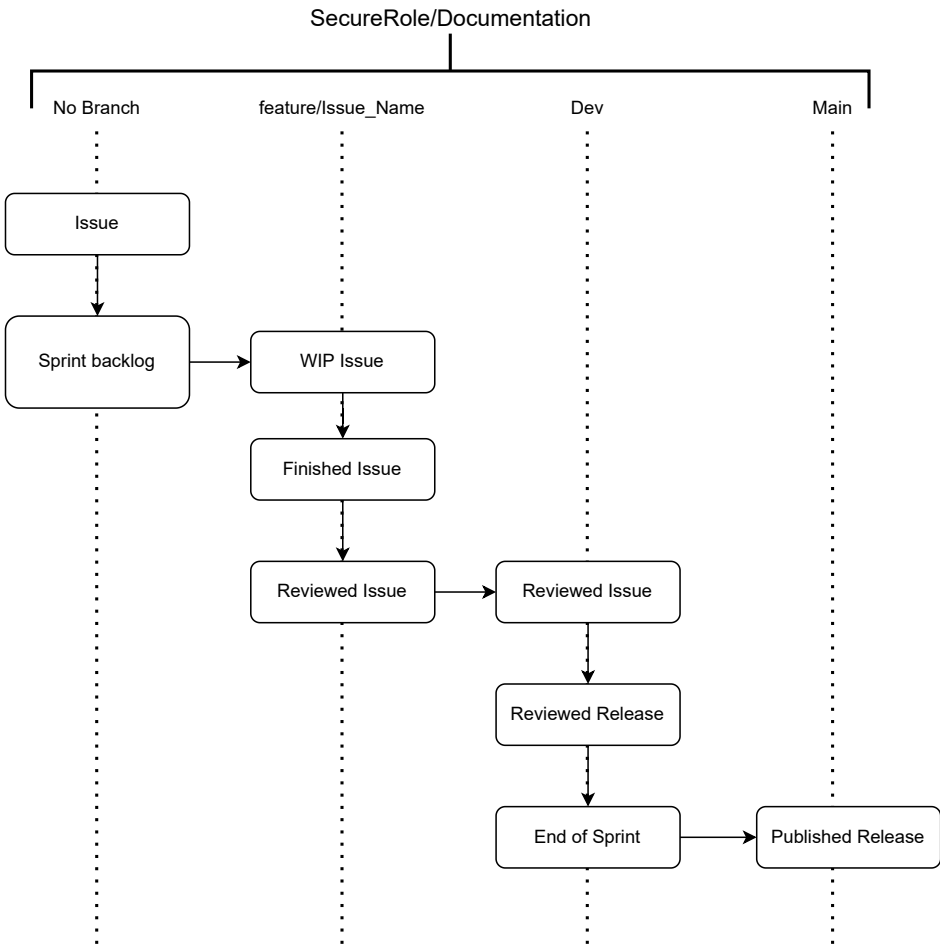 SecureRole/Documentation
No Branch
feature/Issue_Name
Dev
Main
Issue
Sprint backlog
WIP Issue
Finished Issue
Reviewed Issue
Reviewed Issue
Reviewed Release
End of Sprint
Published Release